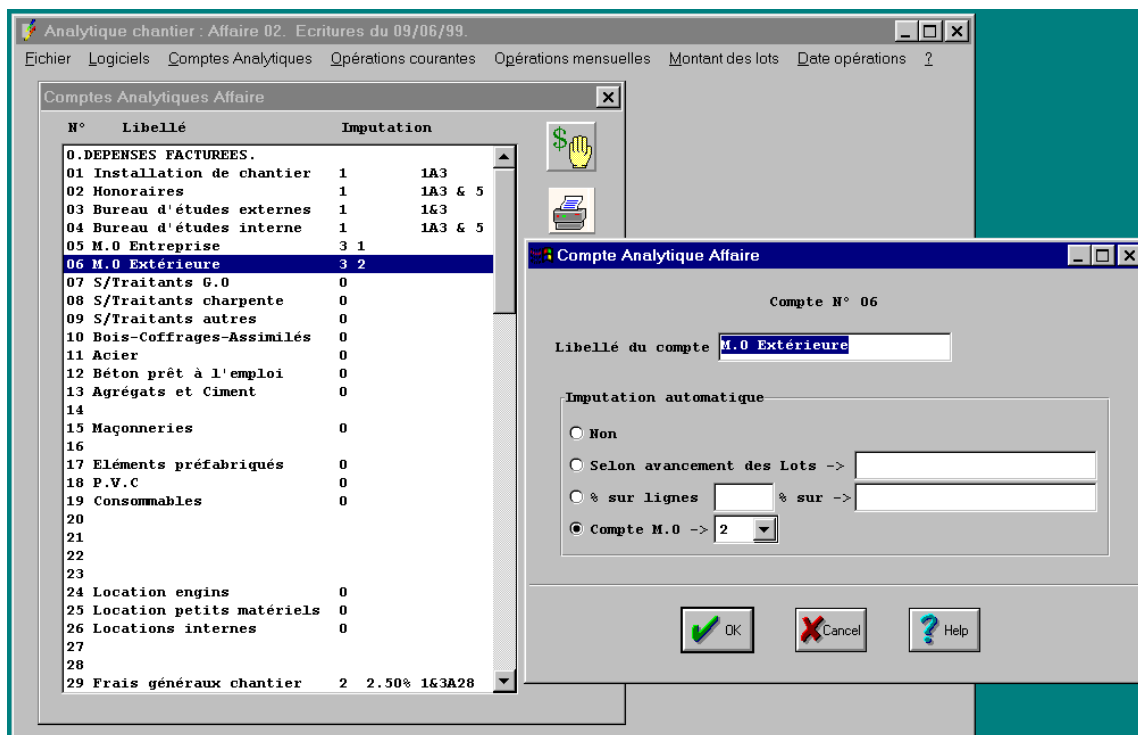 Analytique chantier : Affaire 02. Ecritures du 09/06/99.
Fichier Logiciels Comptes Analytiques Opérations courantes Opérations mensuelles Montant des lots Date opérations ?
Comptes Analytiques Affaire
N° Libellé Imputation
0.DEPENSES FACTUREES.
01 Installation de chantier 1 1A3
02 Honoraires 1 1A3 & 5
03 Bureau d'études externes 1 1&3
04 Bureau d'études interne 1 1A3 & 5
05 M.O Entreprise 3 1
06 M.O Extérieure 3 2
07 S/Traitants G.O 0
08 S/Traitants charpente 0
09 S/Traitants autres 0
10 Bois-Coffrages-Assimilés 0
11 Acier 0
12 Béton prêt à l'emploi 0
13 Agrégats et Ciment 0
14
15 Maçonneries 0
16
17 Eléments préfabriqués 0
18 P.V.C 0
19 Consommables 0
20
21
22
23
24 Location engins 0
25 Location petits matériels 0
26 Locations internes 0
27
28
29 Frais généraux chantier 2 2.50% 1&3A28
Compte Analytique Affaire
Compte N° 06
Libellé du compte M.O Extérieure
Imputation automatique
Non
Selon avancement des Lots ->
% sur lignes % sur ->
Compte M.O -> 2
OK Cancel Help